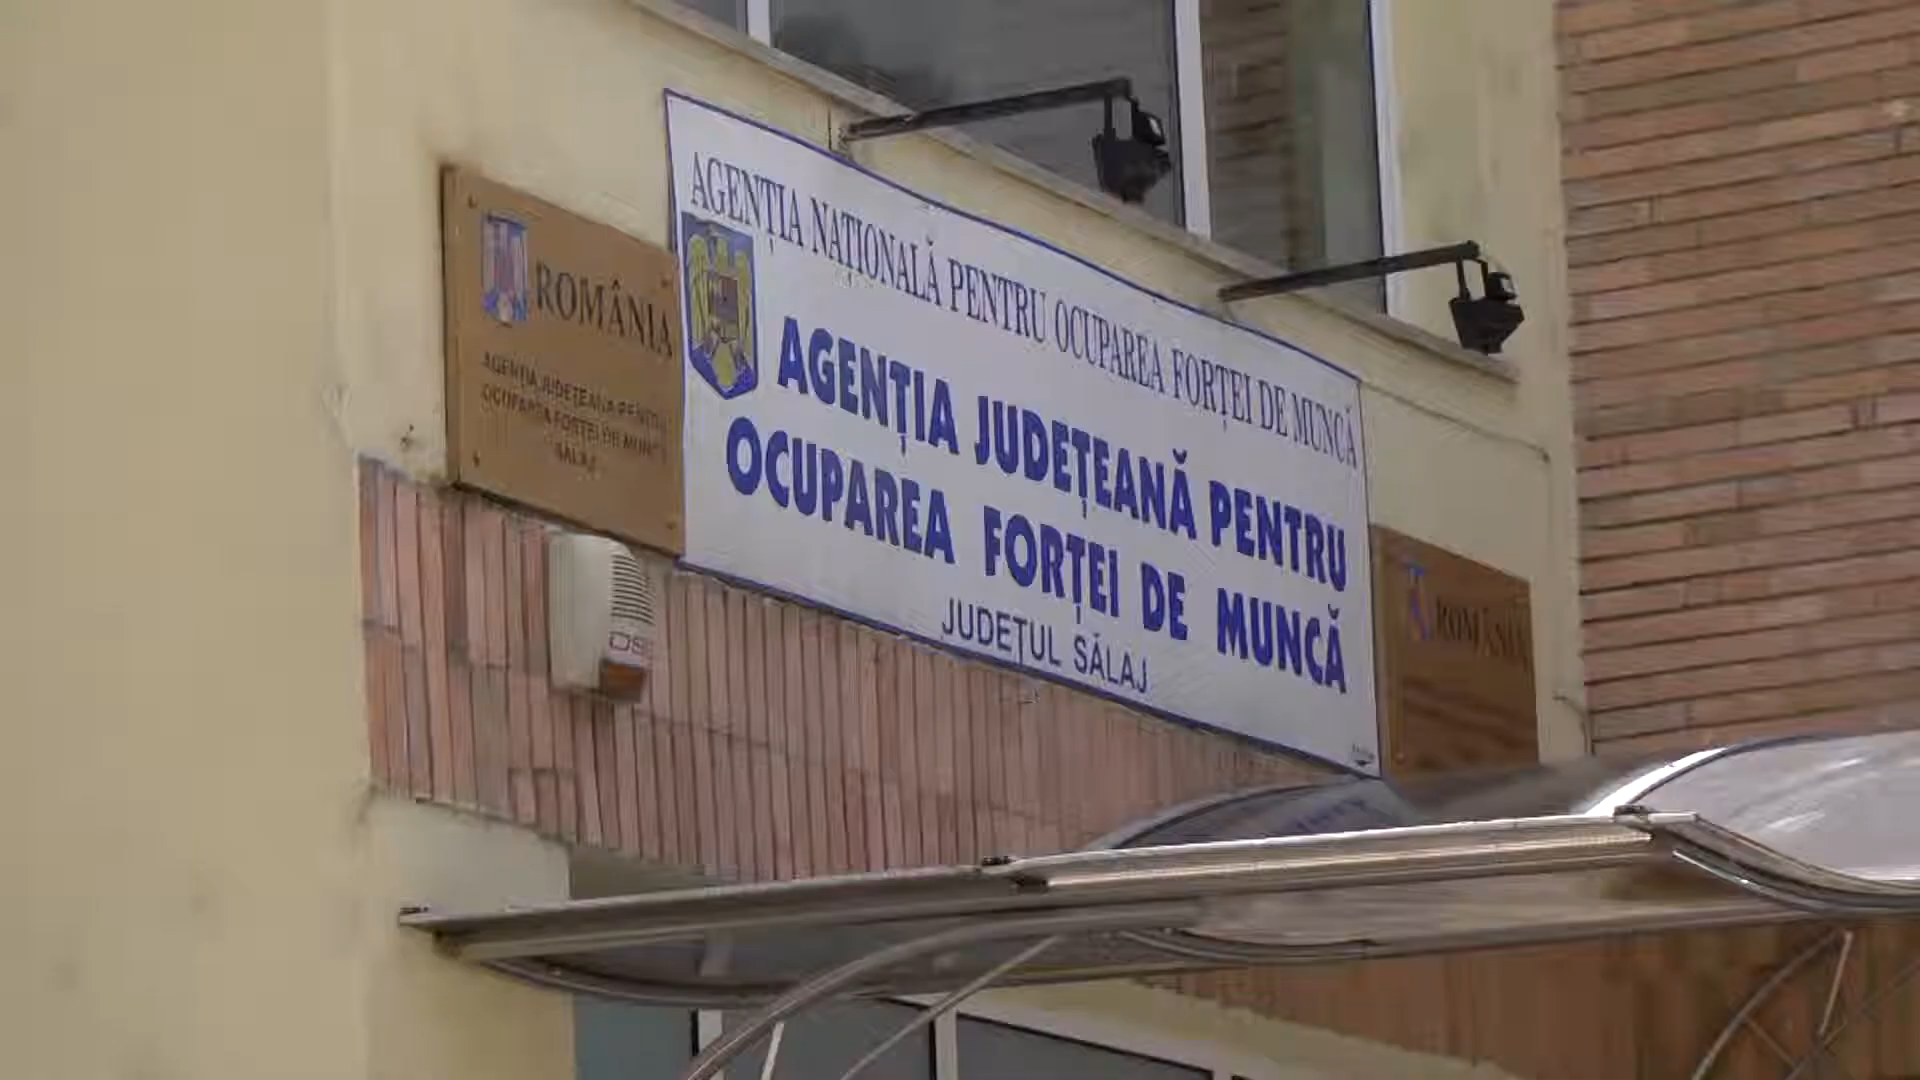 ROMÂNIA
AGENȚIA JUDEȚEANĂ PENTRU
OCUPAREA FORȚEI DE MUNCĂ
SĂLAJ
AGENȚIA NAȚIONALĂ PENTRU OCUPAREA FORȚEI DE MUNCĂ
AGENȚIA JUDEȚEANĂ PENTRU
OCUPAREA FORȚEI DE MUNCĂ
JUDEȚUL SĂLAJ
ROMÂNIA
DSC